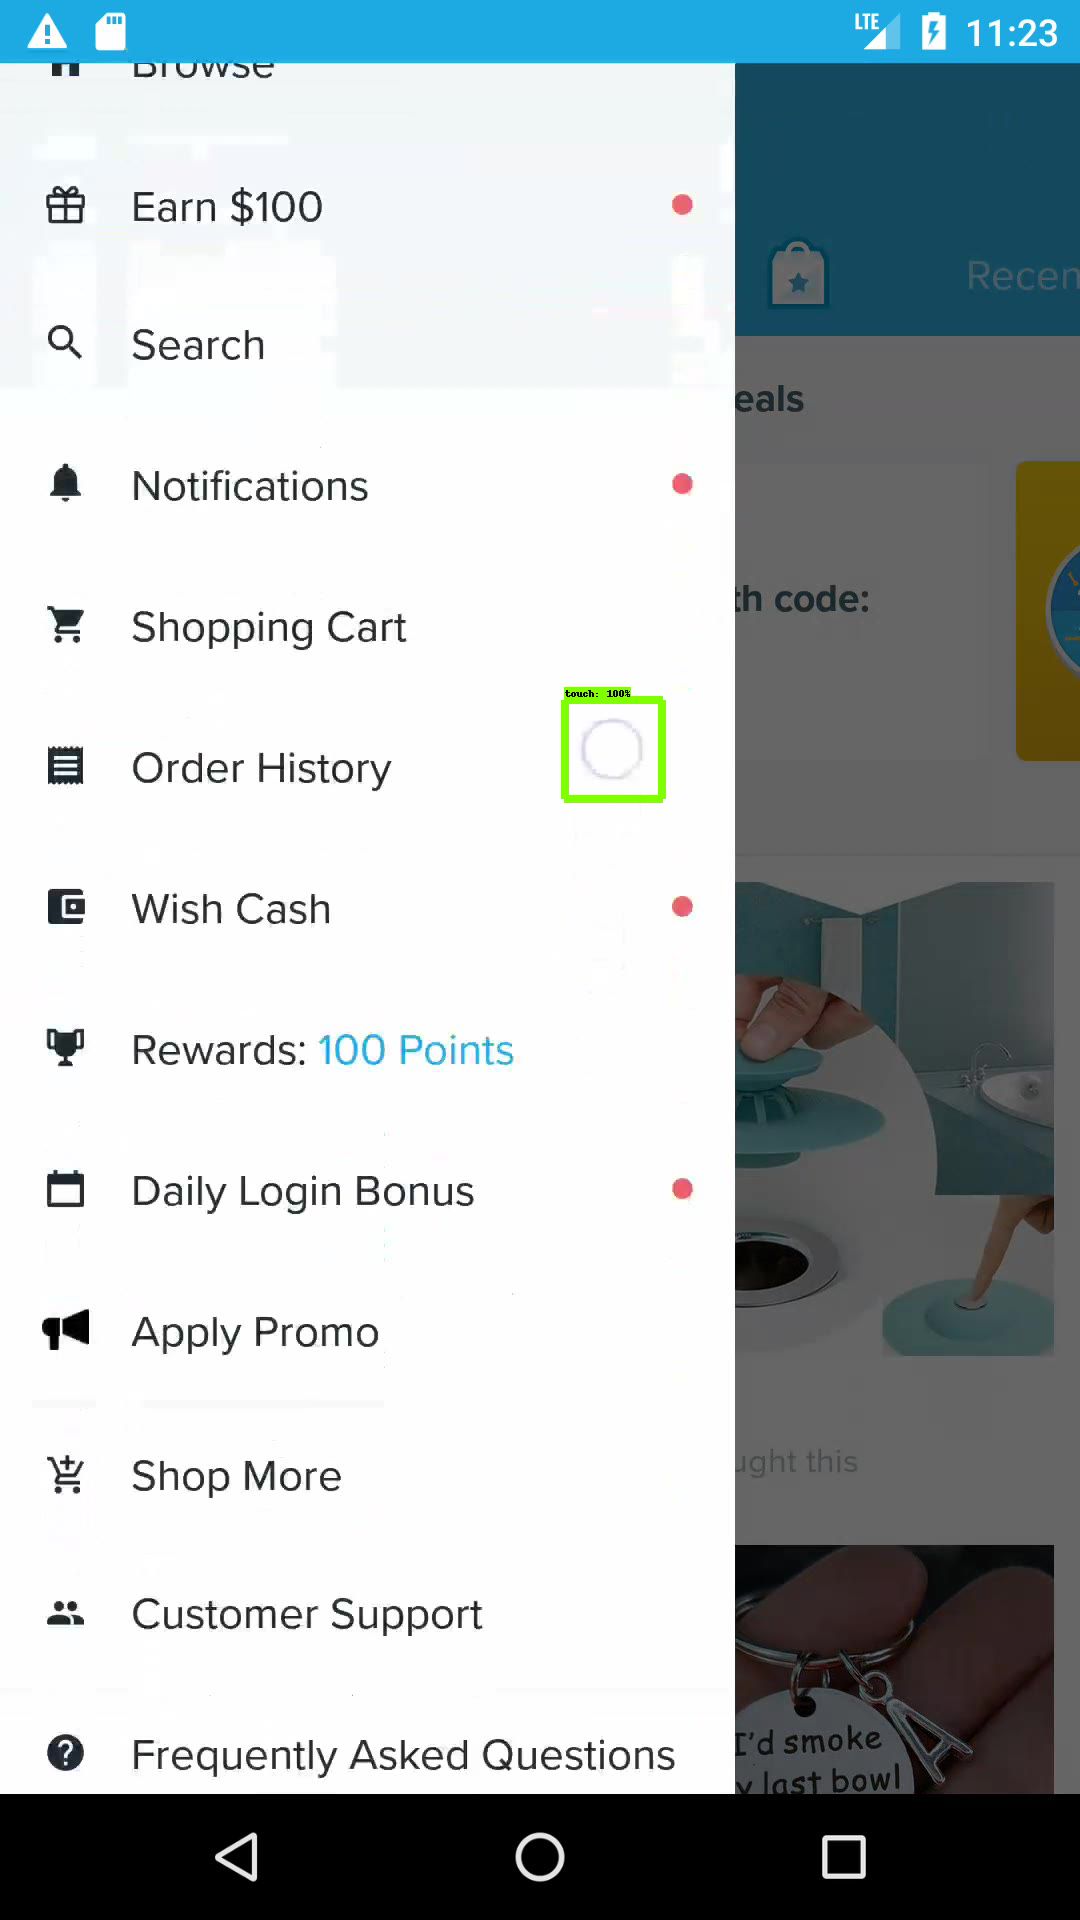 LTE 11:23
Browse
Earn $100
Search
Recen
eals
Notifications
th code:
Shopping Cart
touch: 100%
Order History
Wish Cash
Rewards: 100 Points
Daily Login Bonus
Apply Promo
Shop More
ught this
Customer Support
I'd smoke
y last bowl
A
Frequently Asked Questions